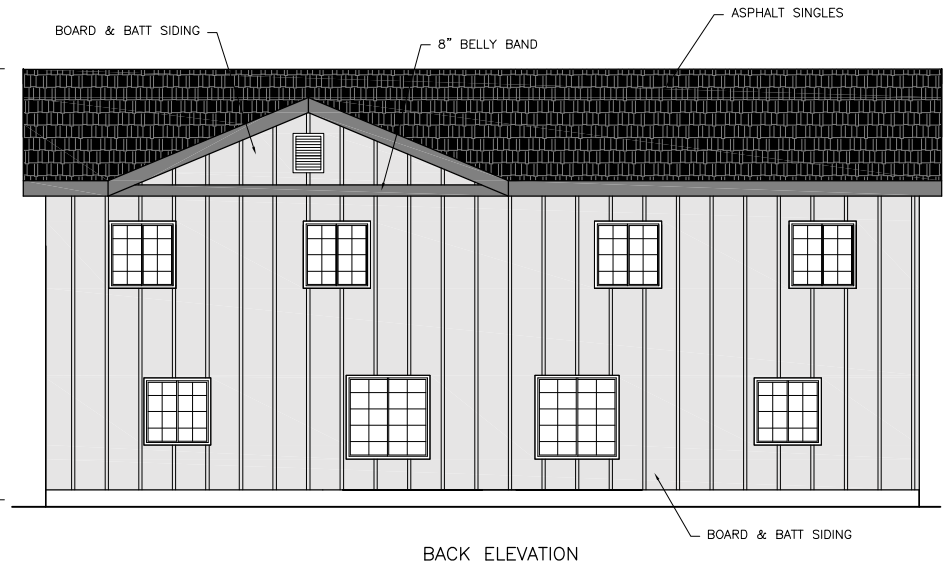 ASPHALT SINGLES
BOARD & BATT SIDING
8" BELLY BAND
BOARD & BATT SIDING
BACK ELEVATION